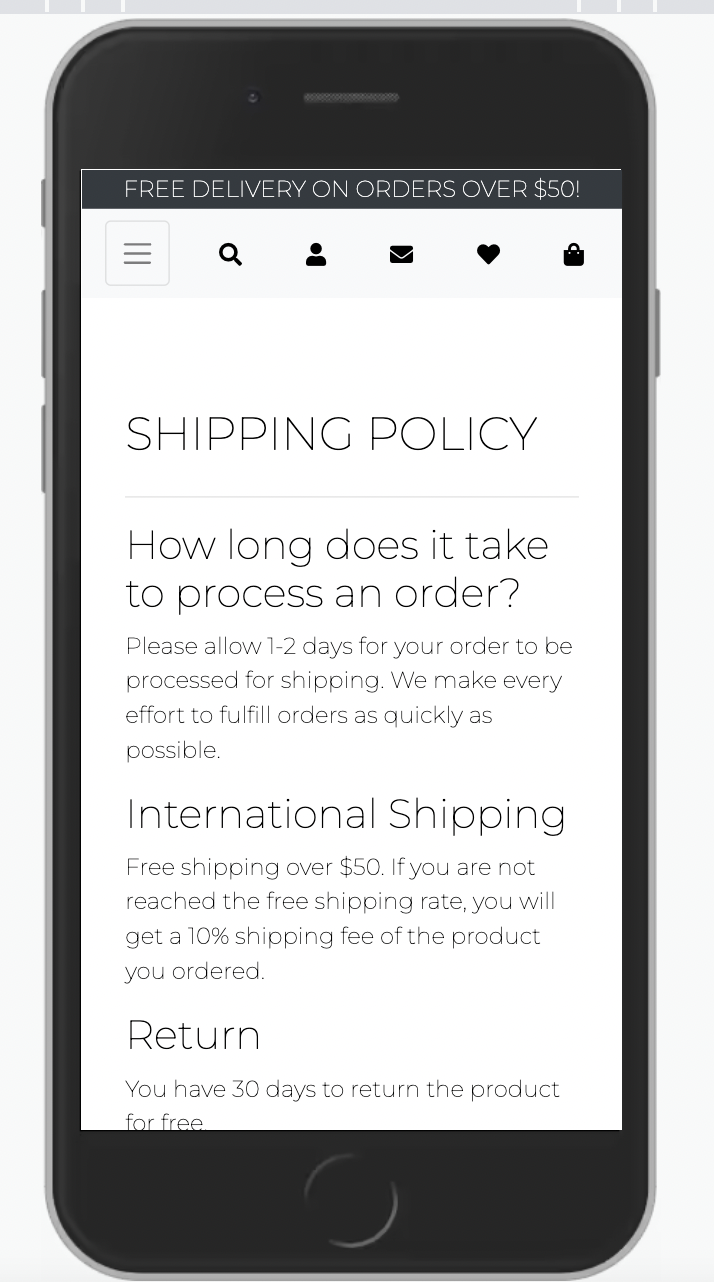 FREE DELIVERY ON ORDERS OVER $50!
SHIPPING POLICY
How long does it take
to process an order?
Please allow 1-2 days for your order to be
processed for shipping. We make every
effort to fulfill orders as quickly as
possible.
International Shipping
Free shipping over $50. If you are not
reached the free shipping rate, you will
get a 10% shipping fee of the product
you ordered.
Return
You have 30 days to return the product
for free.